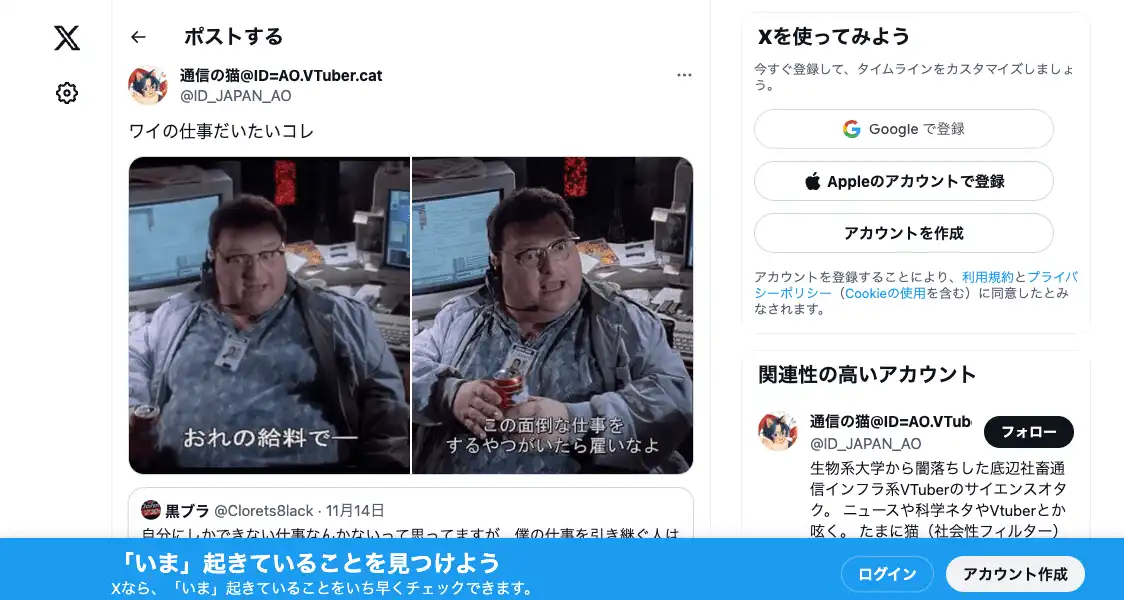 ポストする
通信の猫@ID=AO.VTuber.cat
@ID_JAPAN_AO
ワイの仕事だいたいコレ
おれの給料で―
この面倒な仕事を
するやつがいたら雇いなよ
黒ブラ @Clorets8lack · 11月14日
自分にしかできない仕事なんかないって思ってますが、僕の仕事を引き継ぐ人は
Xを使ってみよう
今すぐ登録して、タイムラインをカスタマイズしましょ
う。
Google で登録
Appleのアカウントで登録
アカウントを作成
アカウントを登録することにより、利用規約とプライバ
シーポリシー（Cookieの使用を含む）に同意したとみ
なされます。
関連性の高いアカウント
通信の猫@ID=AO.VTub
@ID_JAPAN_AO
フォロー
生物系大学から闇落ちした底辺社畜通
信インフラ系VTuberのサイエンスオタ
ク。 ニュースや科学ネタやVtuberとか
呟く。 たまに猫（社会性フィルター）
「いま」起きていることを見つけよう
Xなら、「いま」起きていることをいち早くチェックできます。
ログイン
アカウント作成